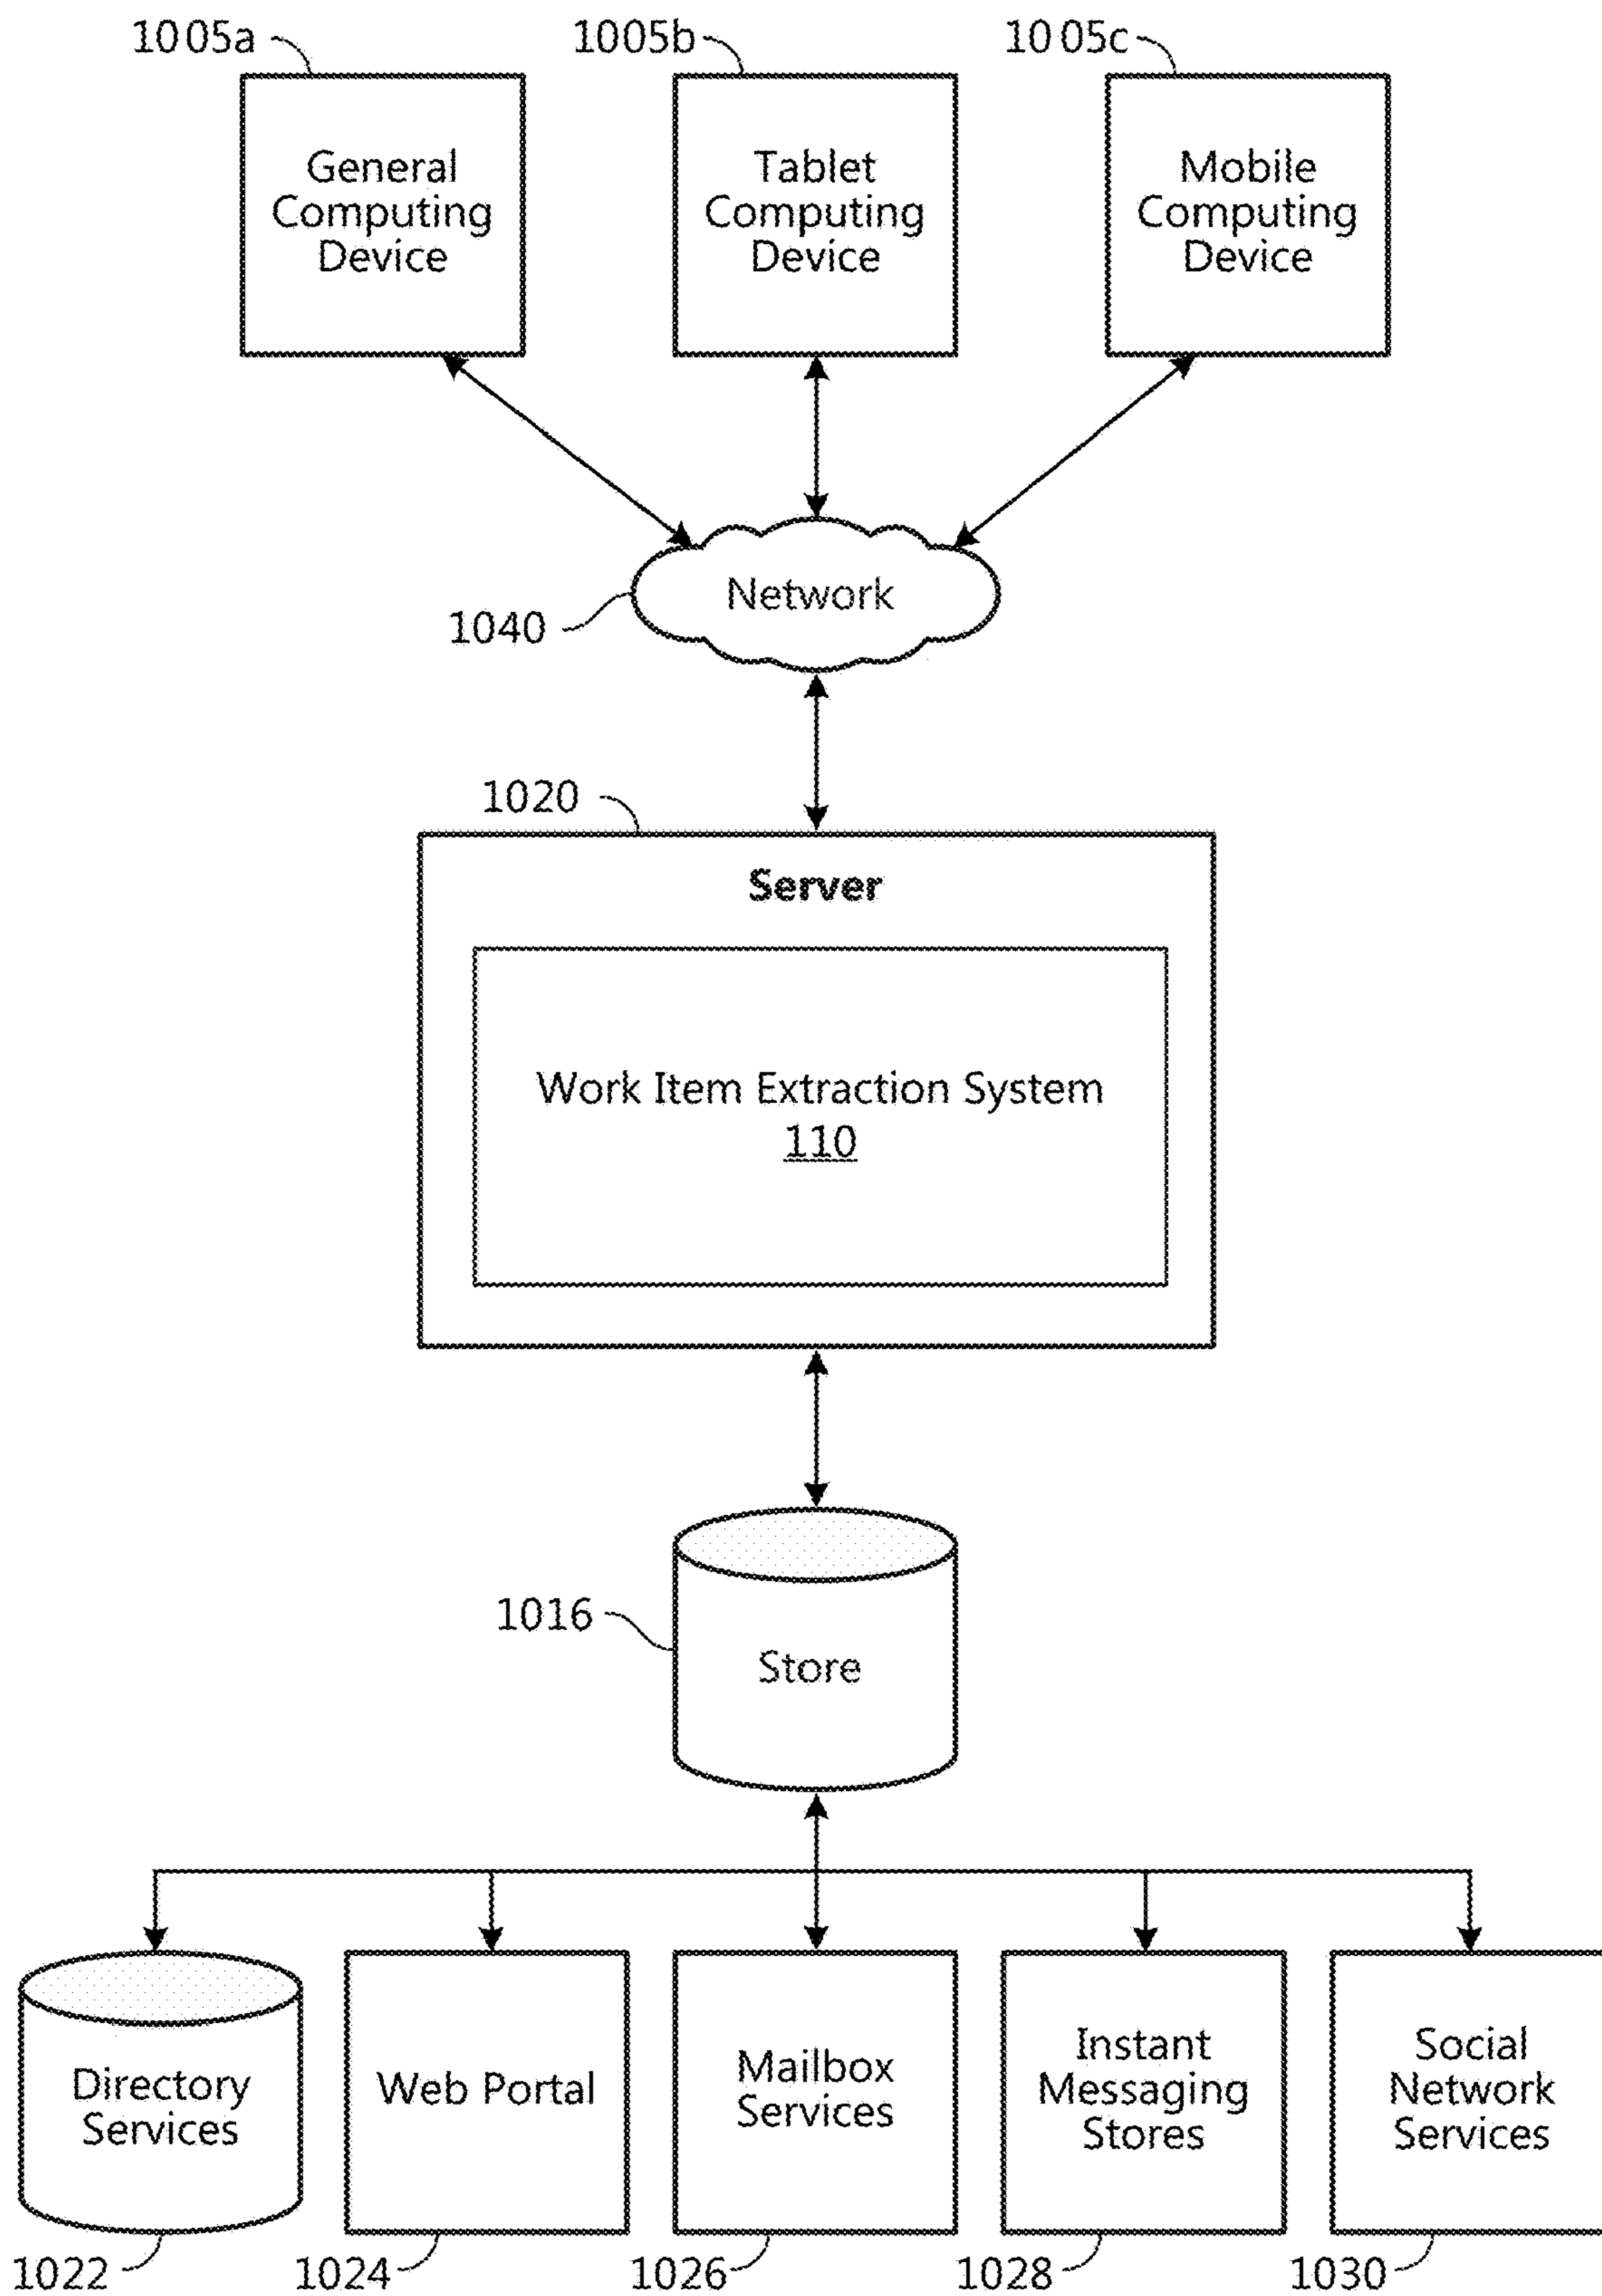 1005a
1005b
1005c
General
Computing
Device
Tablet
Computing
Device
Mobile
Computing
Device
Network
1040
1020
Server
Work Item Extraction System
110
1016
Store
Directory
Services
Web Portal
Mailbox
Services
Instant
Messaging
Stores
Social
Network
Services
1022
1024
1026
1028
1030